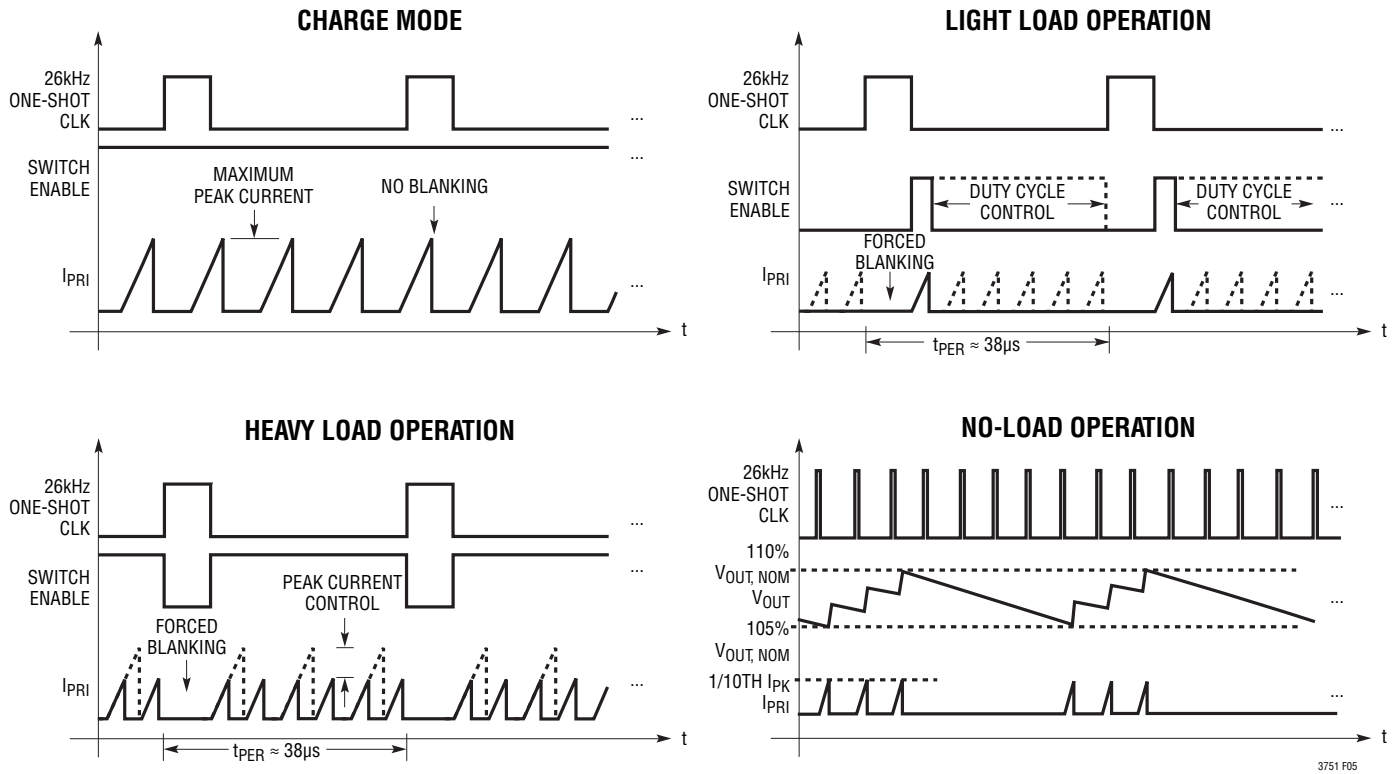 CHARGE MODE
26kHz
ONE-SHOT
CLK
...
SWITCH
ENABLE
...
MAXIMUM
PEAK CURRENT
NO BLANKING
IPRI
...
t
LIGHT LOAD OPERATION
26kHz
ONE-SHOT
CLK
...
SWITCH
ENABLE
DUTY CYCLE
CONTROL
DUTY CYCLE
CONTROL
...
FORCED
BLANKING
IPRI
...
t
tPER ≈ 38µs
HEAVY LOAD OPERATION
26kHz
ONE-SHOT
CLK
...
SWITCH
ENABLE
...
PEAK CURRENT
CONTROL
FORCED
BLANKING
IPRI
...
t
tPER ≈ 38µs
NO-LOAD OPERATION
26kHz
ONE-SHOT
CLK
...
110%
VOUT, NOM
VOUT
...
105%
VOUT, NOM
1/10TH IPK
IPRI
...
t
3751 F05